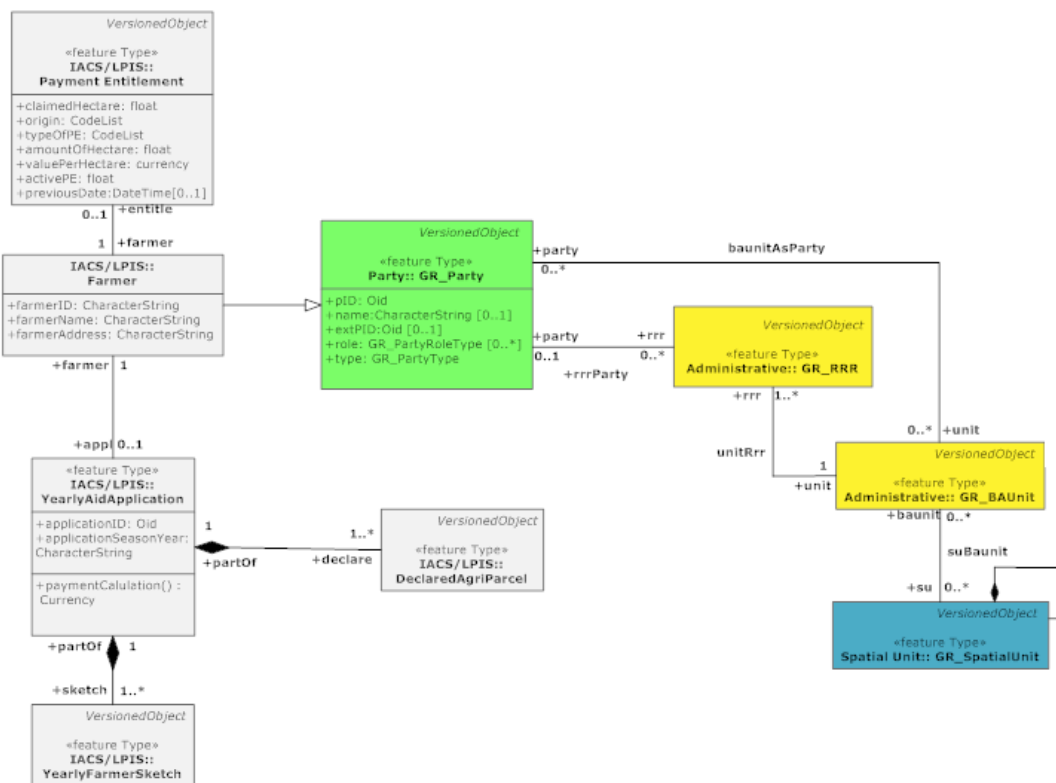 VersionedObject
«feature Type»
IACS/LPIS::
Payment Entitlement
+claimedHectare: float
+origin: CodeList
+typeOfPE: CodeList
+amountOfHectare: float
+valuePerHectare: currency
+activePE: float
+previousDate:DateTime[0..1]
0..1 +entitle
1 +farmer
IACS/LPIS::
Farmer
+farmerID: CharacterString
+farmerName: CharacterString
+farmerAddress: CharacterString
+farmer 1
+appl 0..1
«feature Type»
IACS/LPIS::
YearlyAidApplication
+applicationID: Oid
+applicationSeasonYear:
CharacterString
+paymentCalulation() :
Currency
1
+partOf
1..*
+declare
VersionedObject
«feature Type»
IACS/LPIS::
DeclaredAgriParcel
+partOf 1
+sketch 1..*
VersionedObject
«feature Type»
IACS/LPIS::
YearlyFarmerSketch
VersionedObject
«feature Type»
Party:: GR_Party
+pID: Oid
+name:CharacterString [0..1]
+extPID:Oid [0..1]
+role: GR_PartyRoleType [0..*]
+type: GR_PartyType
+party
0..*
baunitAsParty
+party
0..1
+rrr
0..*
+rrrParty
VersionedObject
«feature Type»
Administrative:: GR_RRR
+rrr 1..*
unitRrr
1
+unit
0..* +unit
VersionedObject
«feature Type»
Administrative:: GR_BAUnit
+baunit 0..*
suBaunit
+su 0..*
VersionedObject
«feature Type»
Spatial Unit:: GR_SpatialUnit